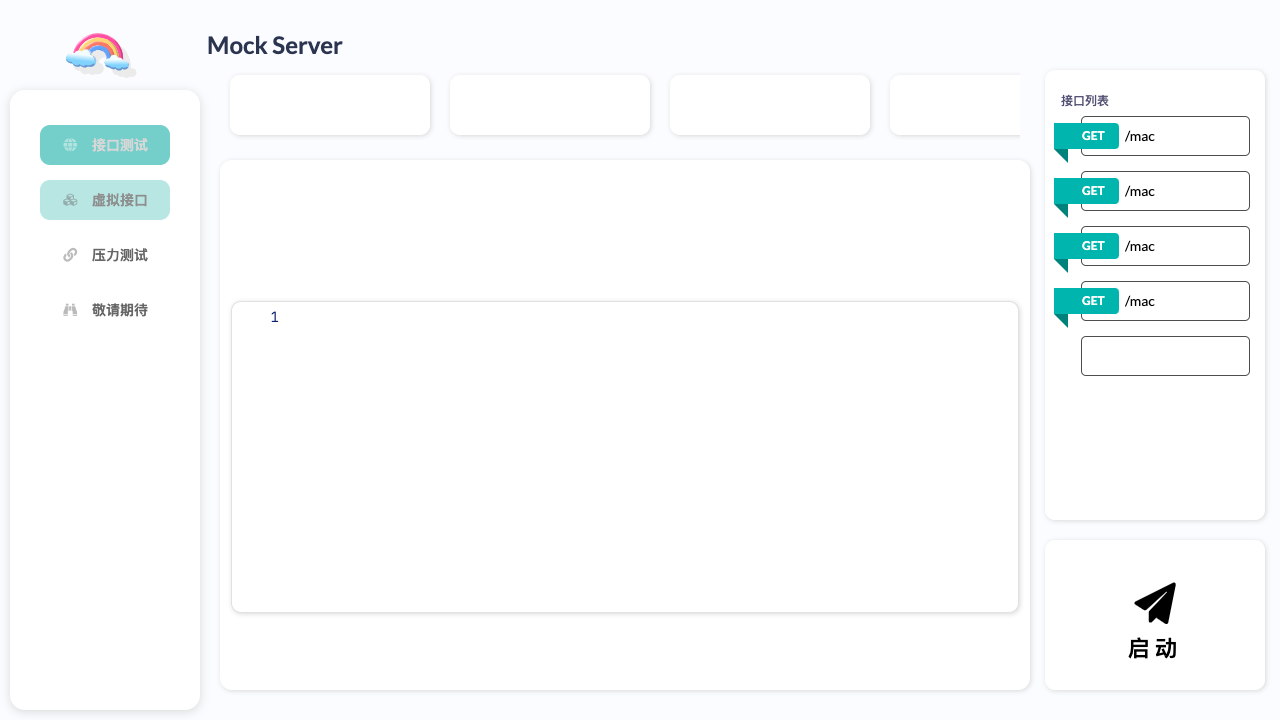 Mock Server
接口测试
虚拟接口
压力测试
敬请期待
1
接口列表
GET /mac
GET /mac
GET /mac
GET /mac
启 动